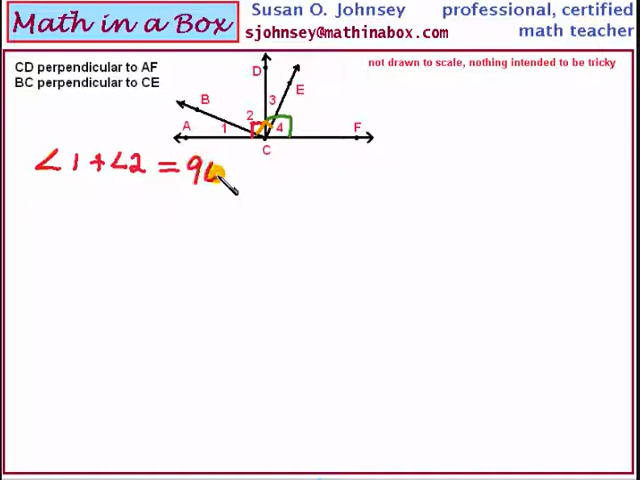 Math in a Box
Susan O. Johnsey
professional, certified
sjohnsey@mathinabox.com
math teacher
CD perpendicular to AF
BC perpendicular to CE
not drawn to scale, nothing intended to be tricky
D
E
B
2
3
A
1
4
F
C
∠1 + ∠2 = 90